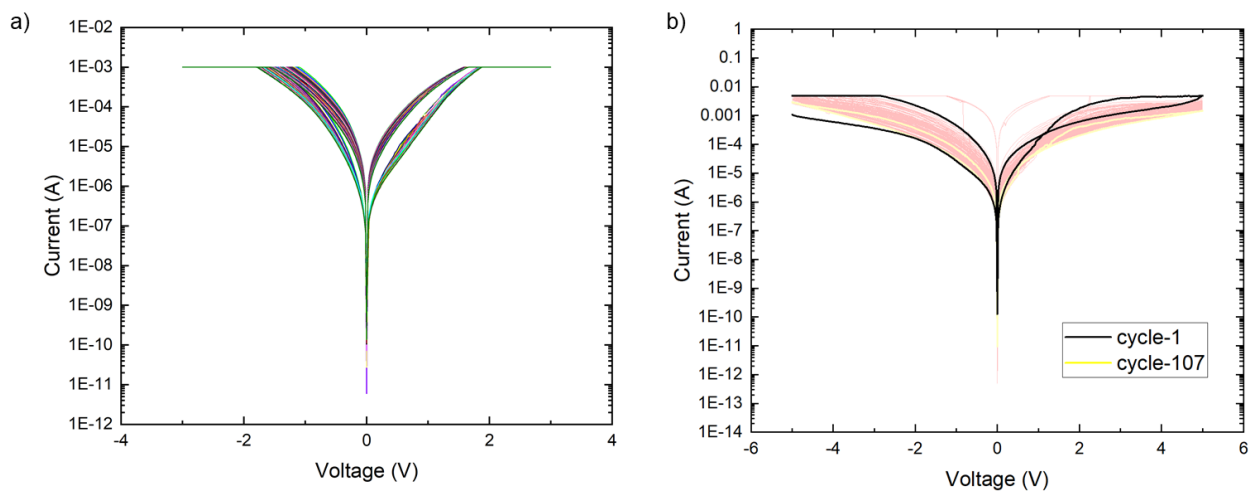 a)
1E-02
1E-03
1E-04
1E-05
1E-06
1E-07
1E-08
1E-09
1E-10
1E-11
1E-12
Current (A)
-4 -2 0 2 4
Voltage (V)
b)
1
0.1
0.01
0.001
1E-4
1E-5
1E-6
1E-7
1E-8
1E-9
1E-10
1E-11
1E-12
1E-13
1E-14
Current (A)
cycle-1
cycle-107
-6 -4 -2 0 2 4 6
Voltage (V)